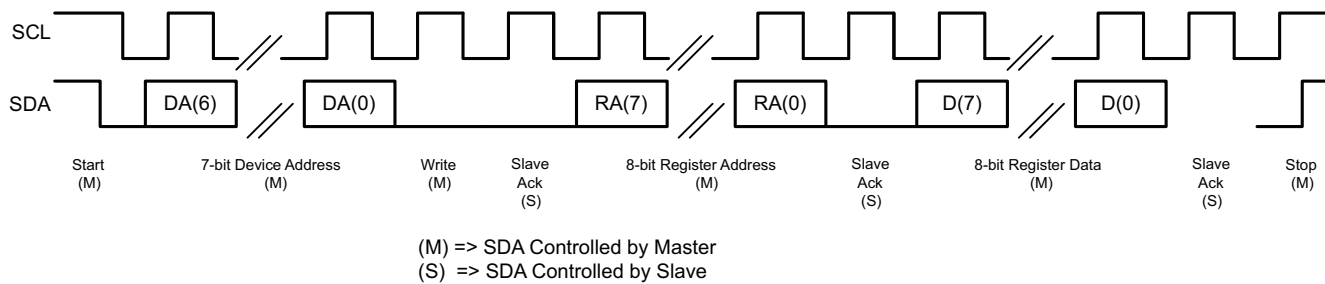 SCL
SDA
DA(6)
DA(0)
RA(7)
RA(0)
D(7)
D(0)
Start
(M)
7-bit Device Address
(M)
Write
(M)
Slave
Ack
(S)
8-bit Register Address
(M)
Slave
Ack
(S)
8-bit Register Data
(M)
Slave
Ack
(S)
Stop
(M)
(M) => SDA Controlled by Master
(S) => SDA Controlled by Slave